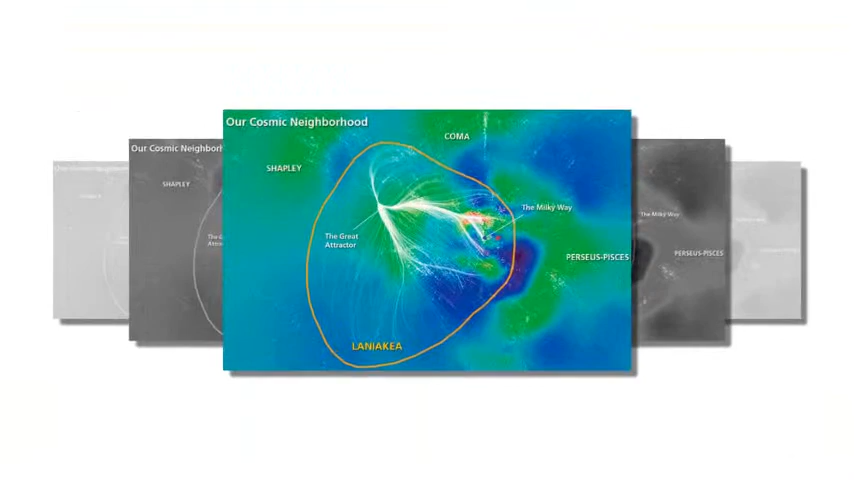 Our Cosmic Neighborhood
COMA
SHAPLEY
The Milky Way
The Great
Attractor
PERSEUS-PISCES
LANIAKEA
Our Cosmic Neighborh
SHAPLEY
The Milky Way
PERSEUS-PISCES